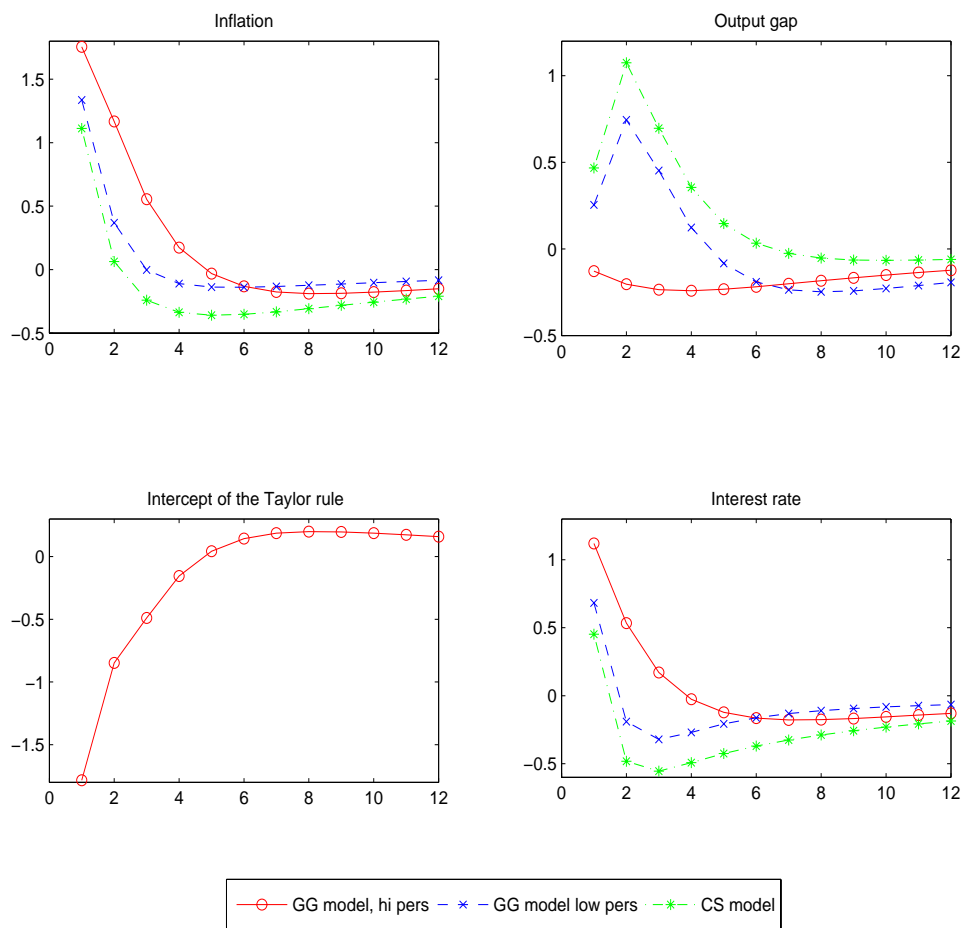 Inflation
Output gap
1.5
1
0.5
0
−0.5
0 2 4 6 8 10 12
1
0.5
0
−0.5
0 2 4 6 8 10 12
Intercept of the Taylor rule
Interest rate
0
−0.5
−1
−1.5
0 2 4 6 8 10 12
1
0.5
0
−0.5
0 2 4 6 8 10 12
GG model, hi pers GG model low pers CS model